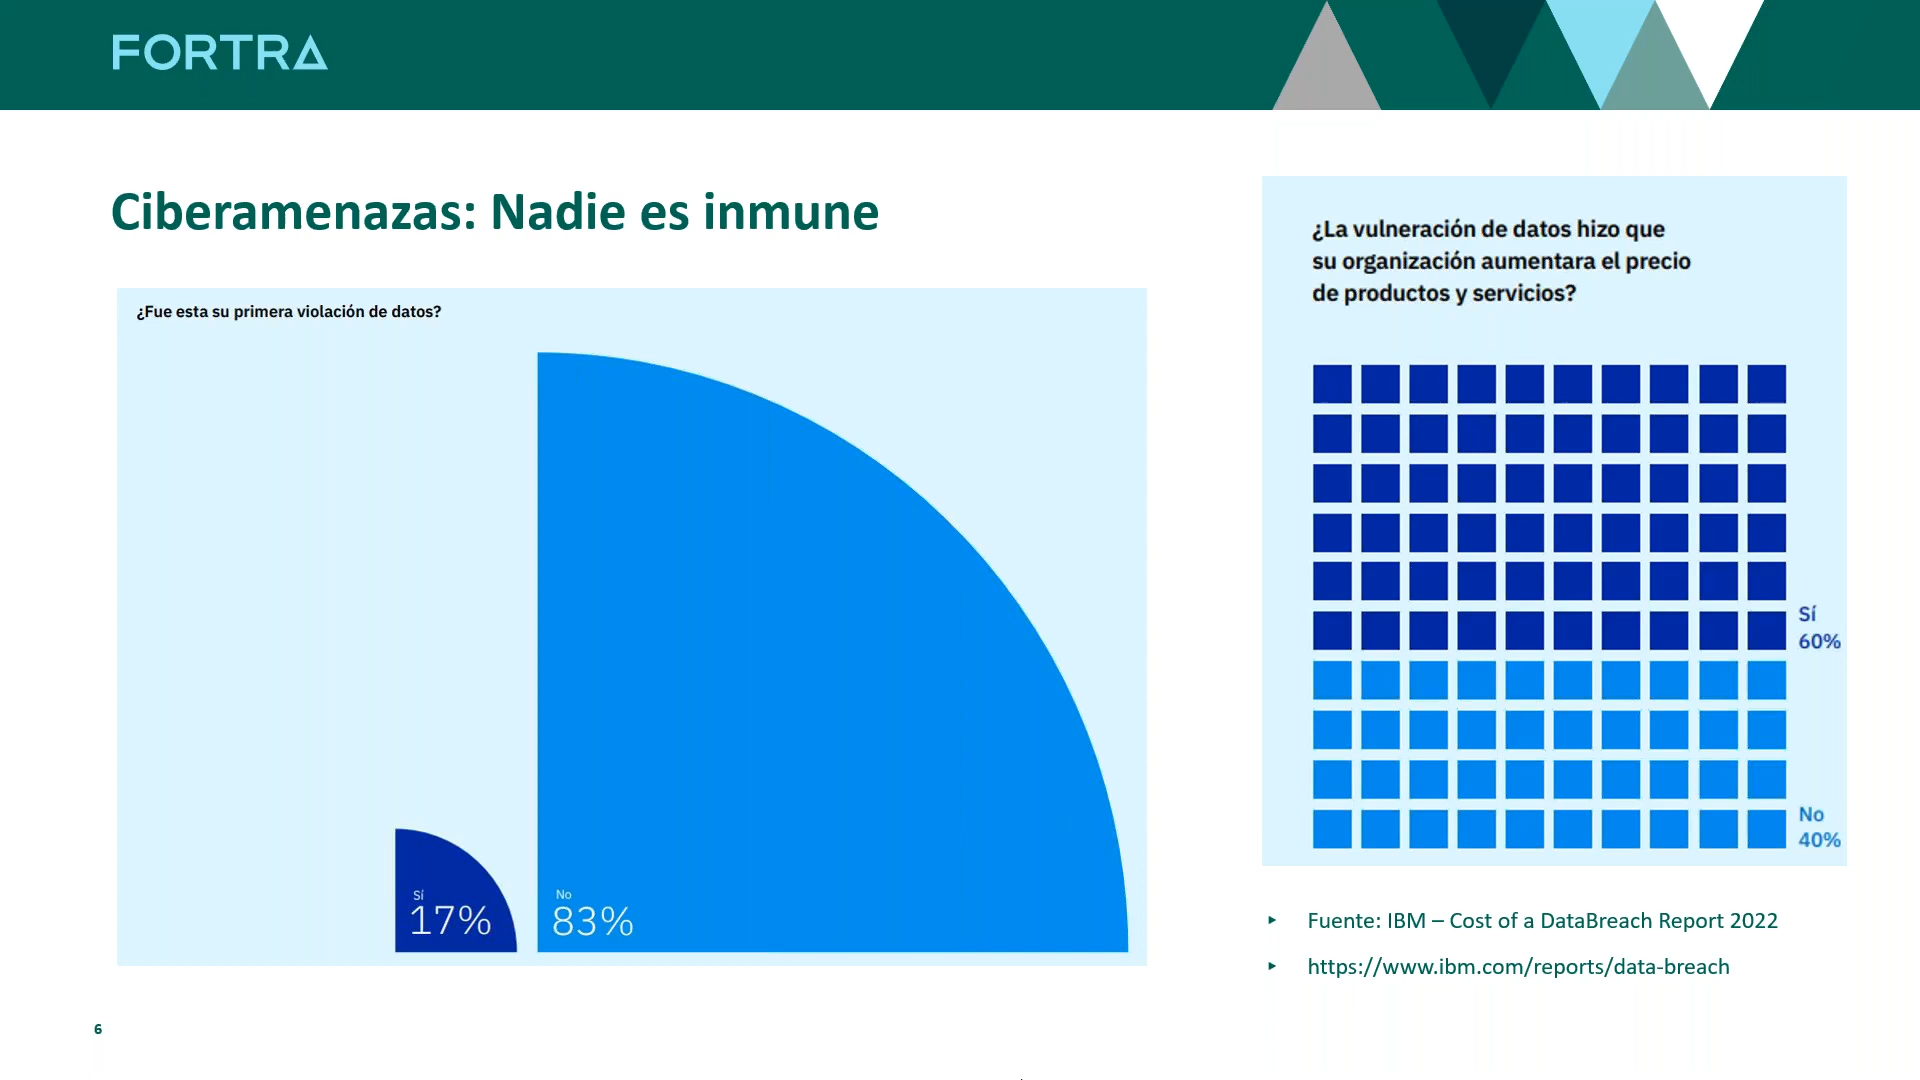 FORTRA
Ciberamenazas: Nadie es inmune
¿Fue esta su primera violación de datos?
Sí
17%
No
83%
¿La vulneración de datos hizo que
su organización aumentara el precio
de productos y servicios?
Sí
60%
No
40%
‣ Fuente: IBM – Cost of a DataBreach Report 2022
‣ https://www.ibm.com/reports/data-breach
6